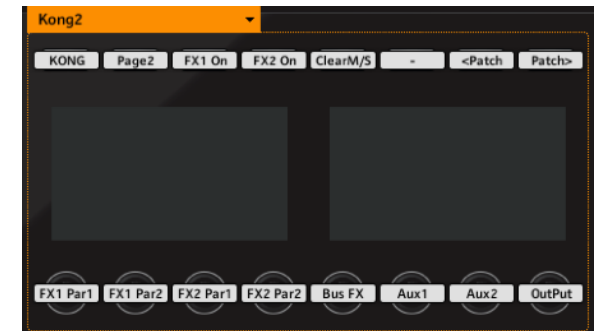 Kong2
KONG Page2 FX1 On FX2 On ClearM/S - <Patch Patch>
FX1 Par1 FX1 Par2 FX2 Par1 FX2 Par2 Bus FX Aux1 Aux2 OutPut